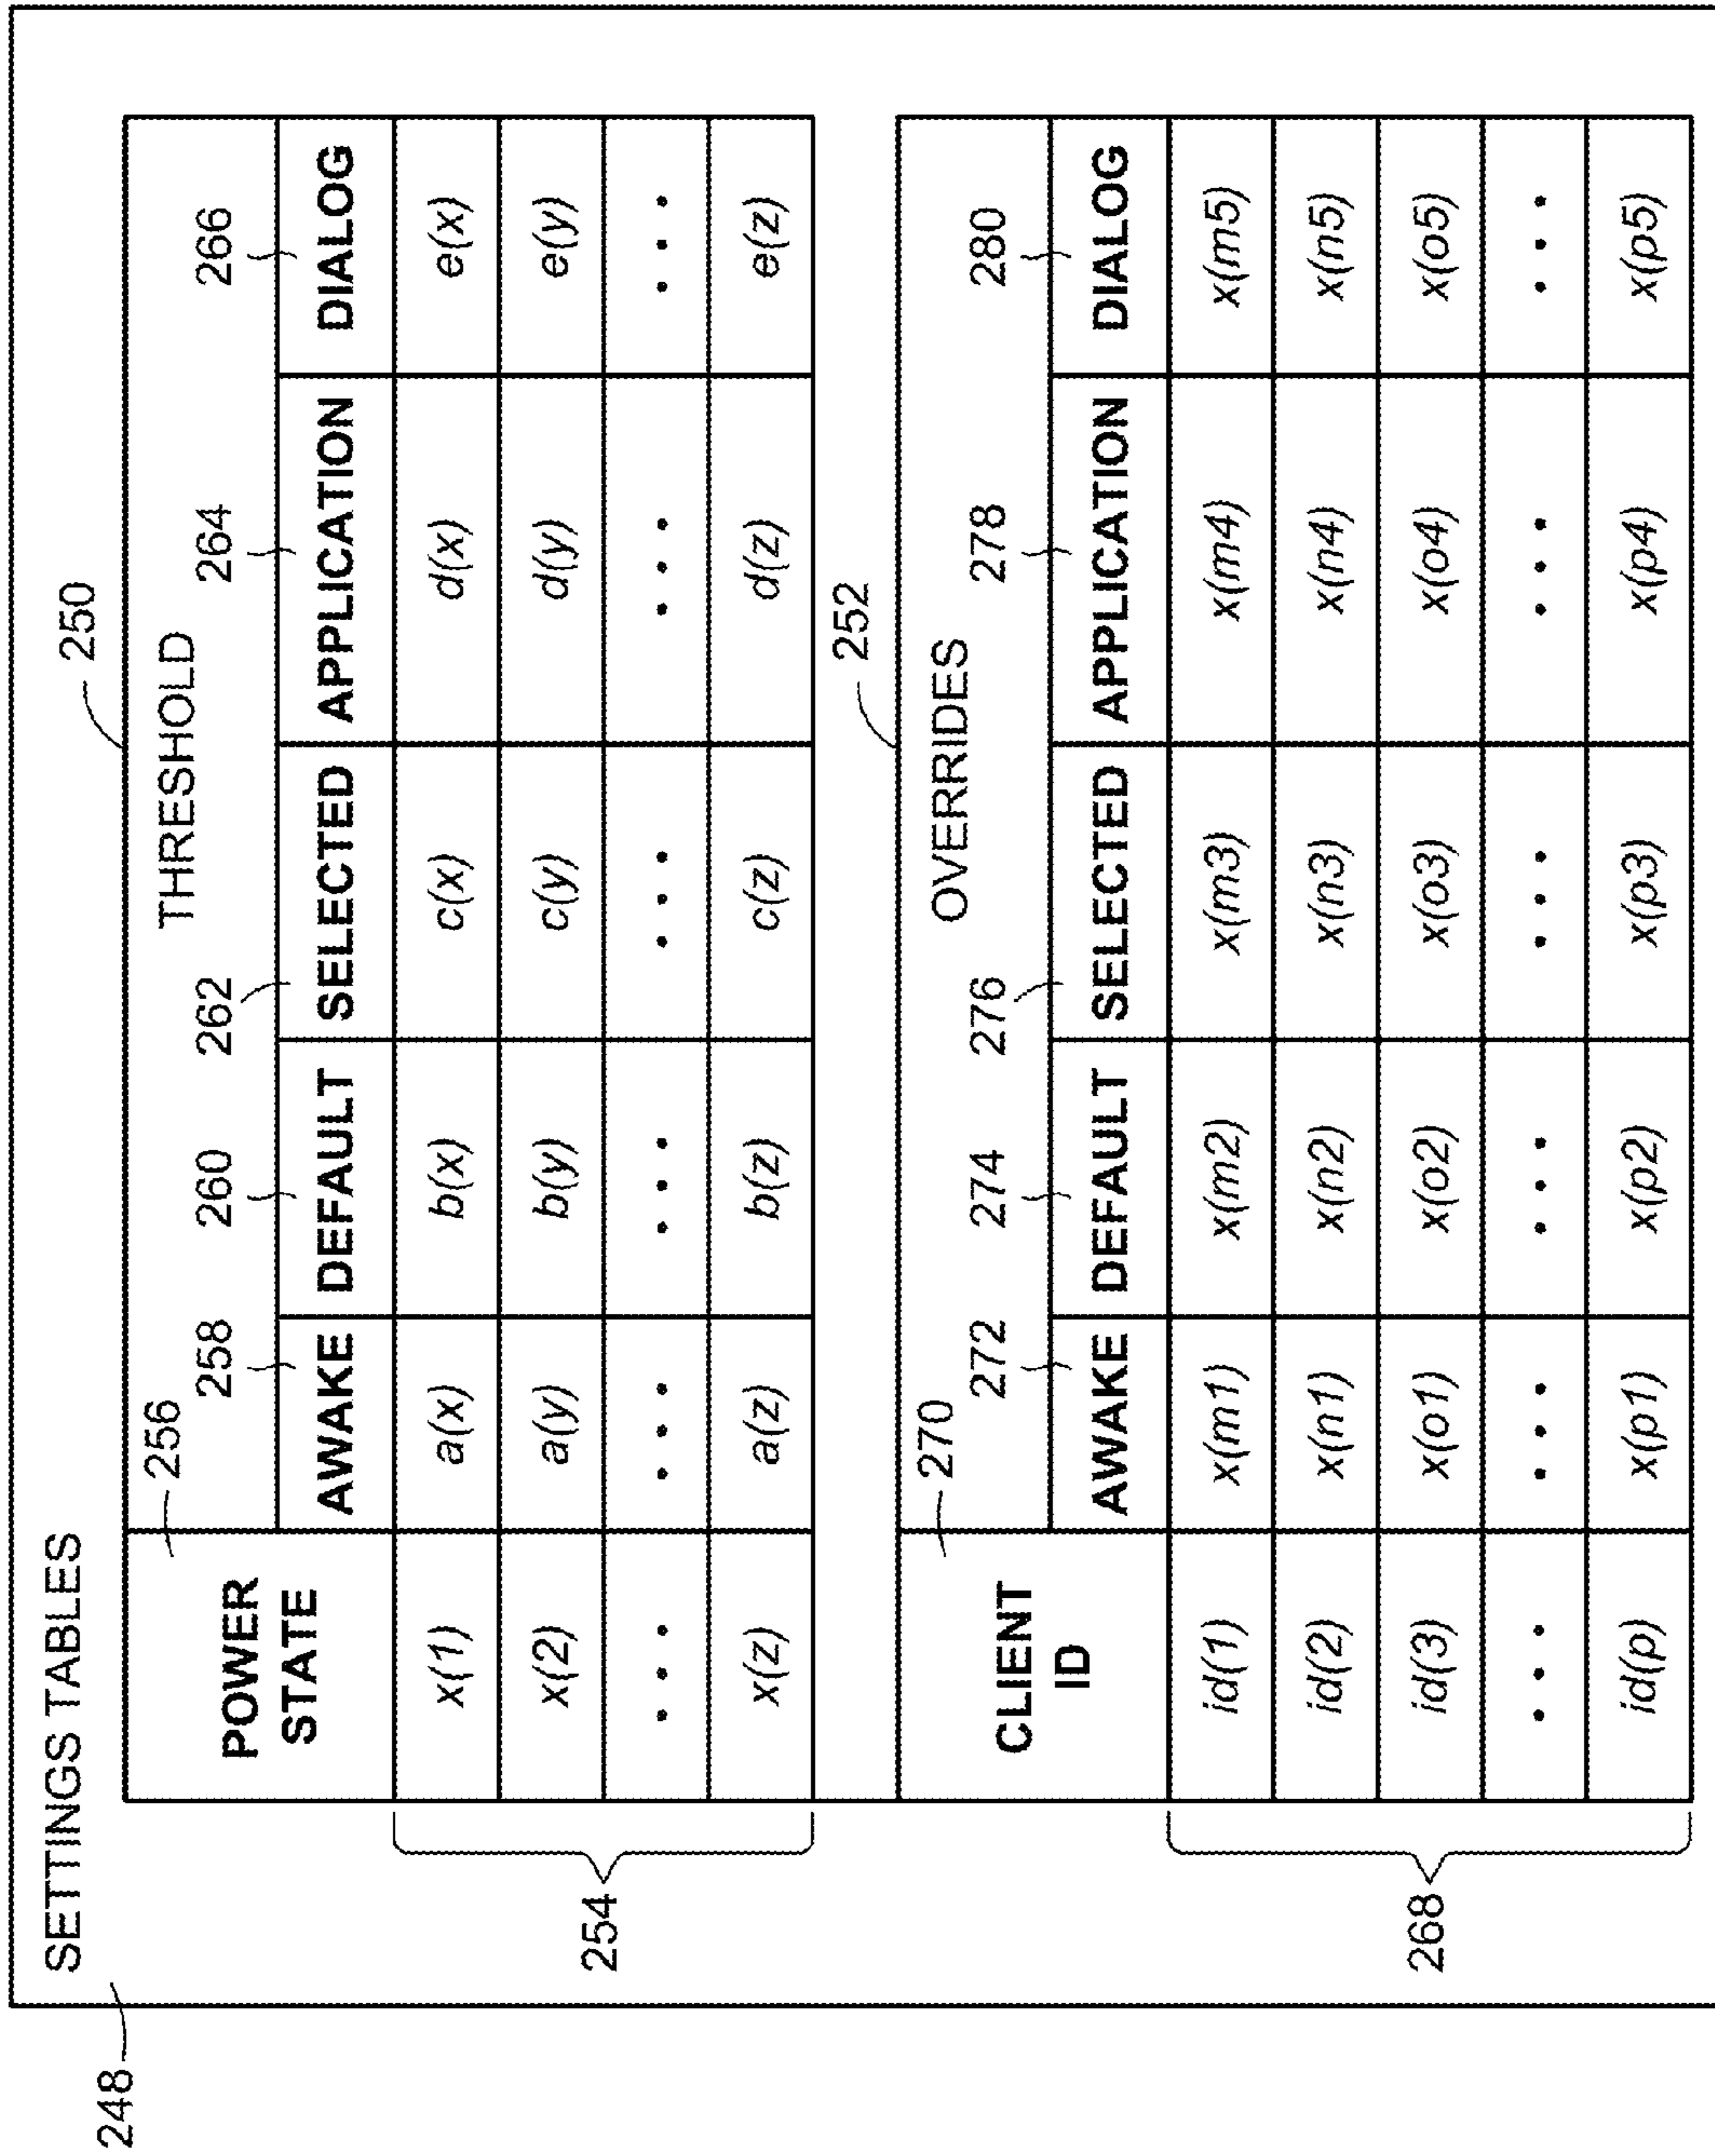 SETTINGS TABLES
248
250
256
POWER STATE
THRESHOLD
258 260 262 264 266
AWAKE DEFAULT SELECTED APPLICATION DIALOG
x(1) a(x) b(x) c(x) d(x) e(x)
x(2) a(y) b(y) c(y) d(y) e(y)
... ... ... ... ... ...
x(z) a(z) b(z) c(z) d(z) e(z)
254
252
270
CLIENT ID
OVERRIDES
272 274 276 278 280
AWAKE DEFAULT SELECTED APPLICATION DIALOG
id(1) x(m1) x(m2) x(m3) x(m4) x(m5)
id(2) x(n1) x(n2) x(n3) x(n4) x(n5)
id(3) x(o1) x(o2) x(o3) x(o4) x(o5)
... ... ... ... ... ...
id(p) x(p1) x(p2) x(p3) x(p4) x(p5)
268